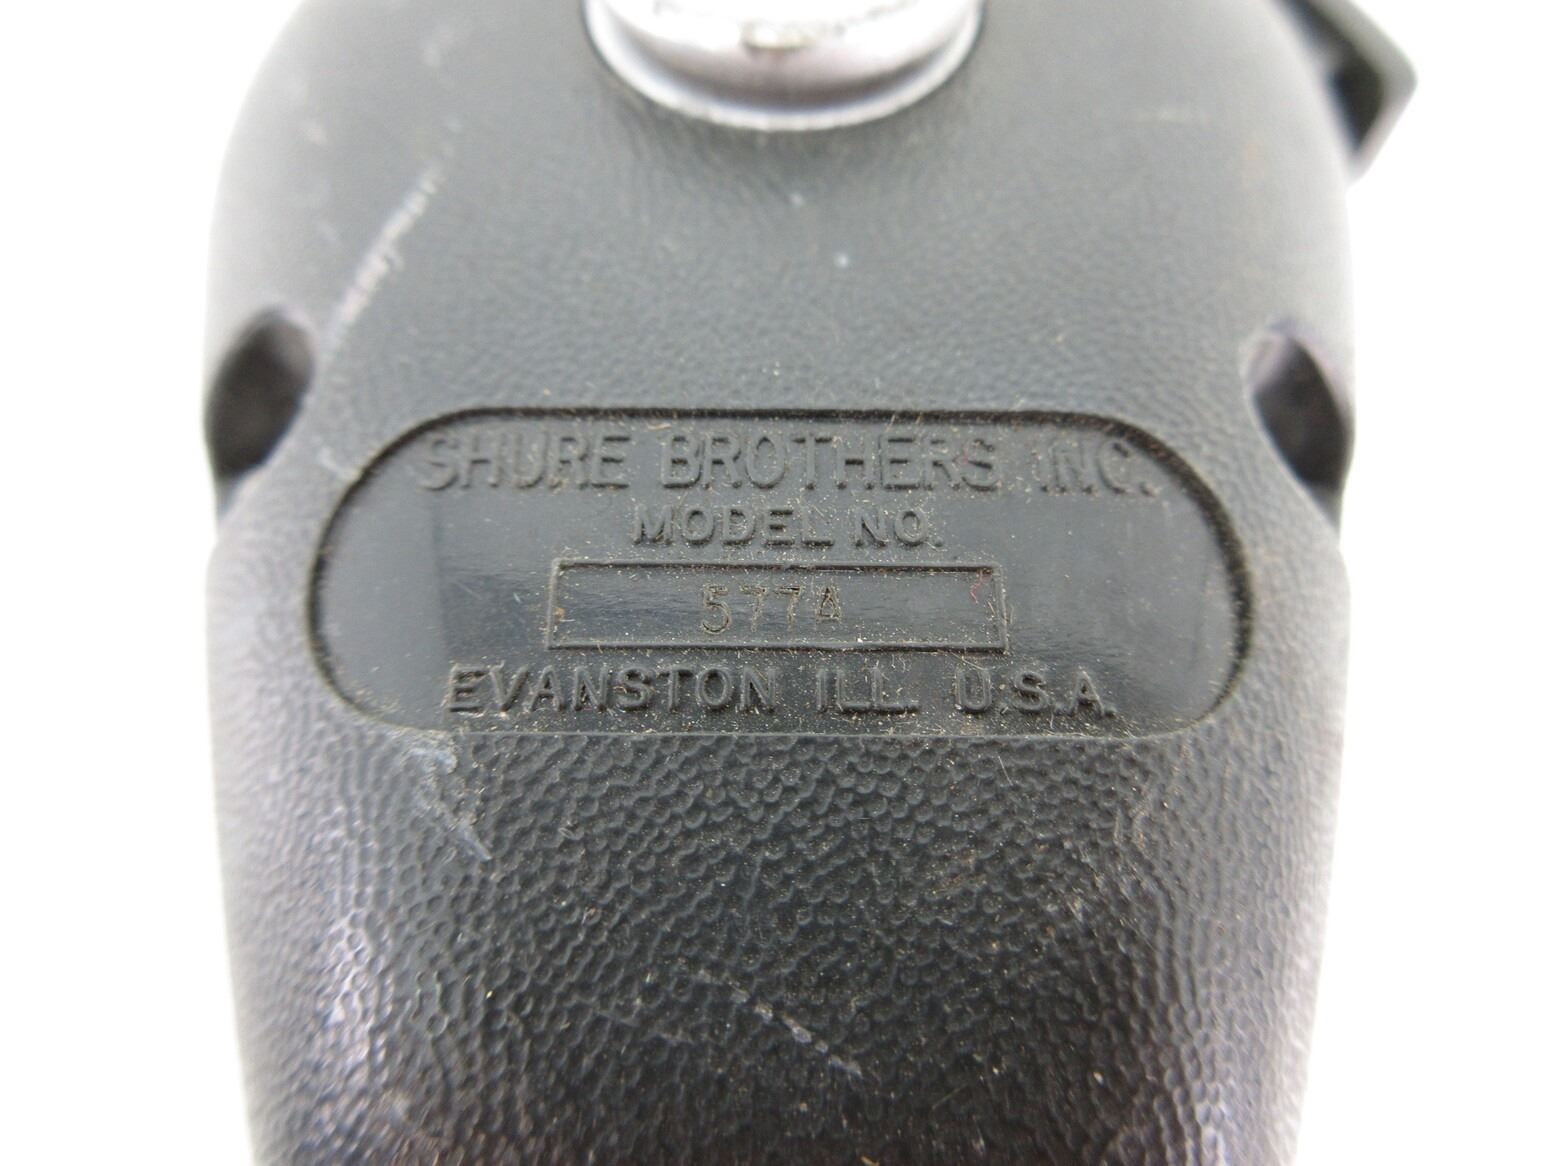 SHURE BROTHERS INC.
MODEL NO.
577A
EVANSTON ILL. U.S.A.